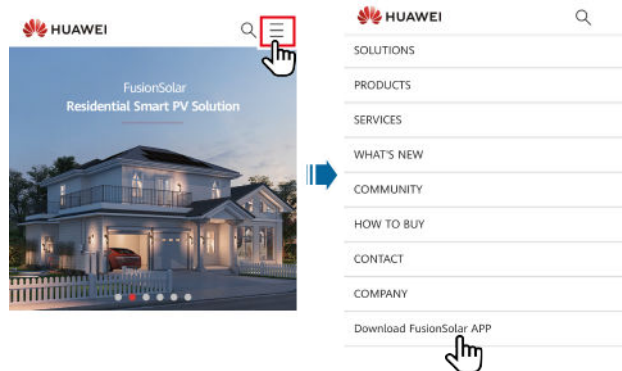 HUAWEI
FusionSolar
Residential Smart PV Solution
HUAWEI
SOLUTIONS
PRODUCTS
SERVICES
WHAT'S NEW
COMMUNITY
HOW TO BUY
CONTACT
COMPANY
Download FusionSolar APP